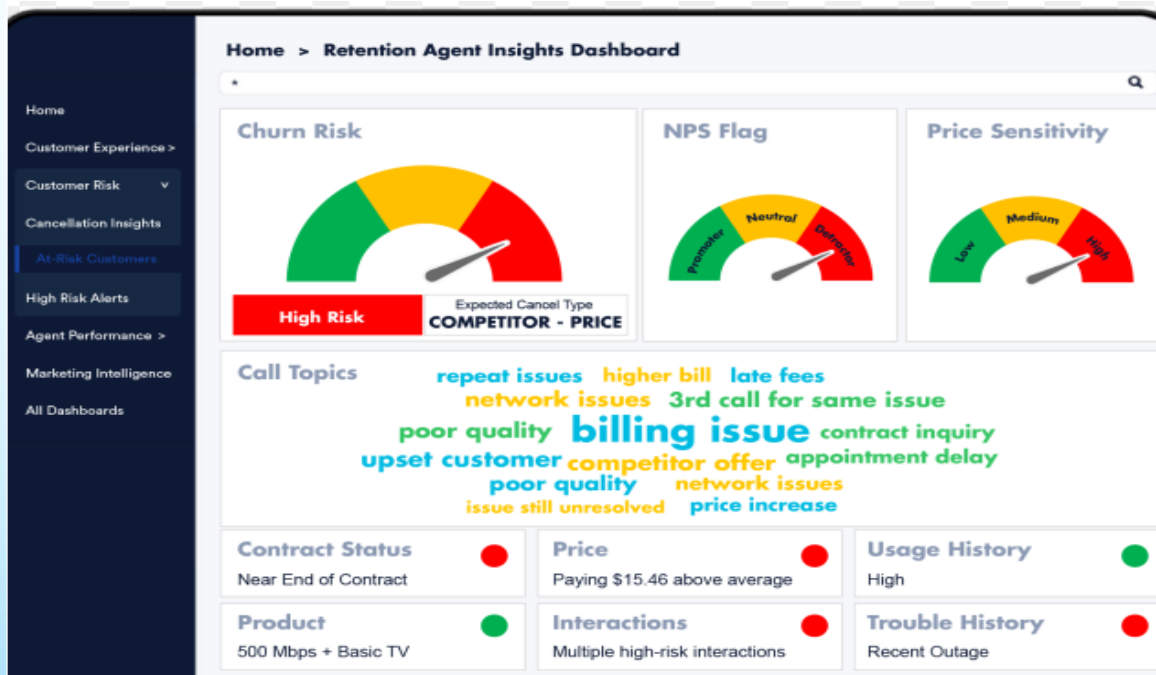 Home > Retention Agent Insights Dashboard
*
Home
Customer Experience >
Customer Risk v
Cancellation Insights
At-Risk Customers
High Risk Alerts
Agent Performance >
Marketing Intelligence
All Dashboards
Churn Risk
High Risk
Expected Cancel Type
COMPETITOR - PRICE
NPS Flag
Promoter
Neutral
Detractor
Price Sensitivity
Low
Medium
High
Call Topics
repeat issues higher bill late fees
network issues 3rd call for same issue
poor quality billing issue contract inquiry
upset customer competitor offer appointment delay
poor quality network issues
issue still unresolved price increase
Contract Status
Near End of Contract
Price
Paying $15.46 above average
Usage History
High
Product
500 Mbps + Basic TV
Interactions
Multiple high-risk interactions
Trouble History
Recent Outage